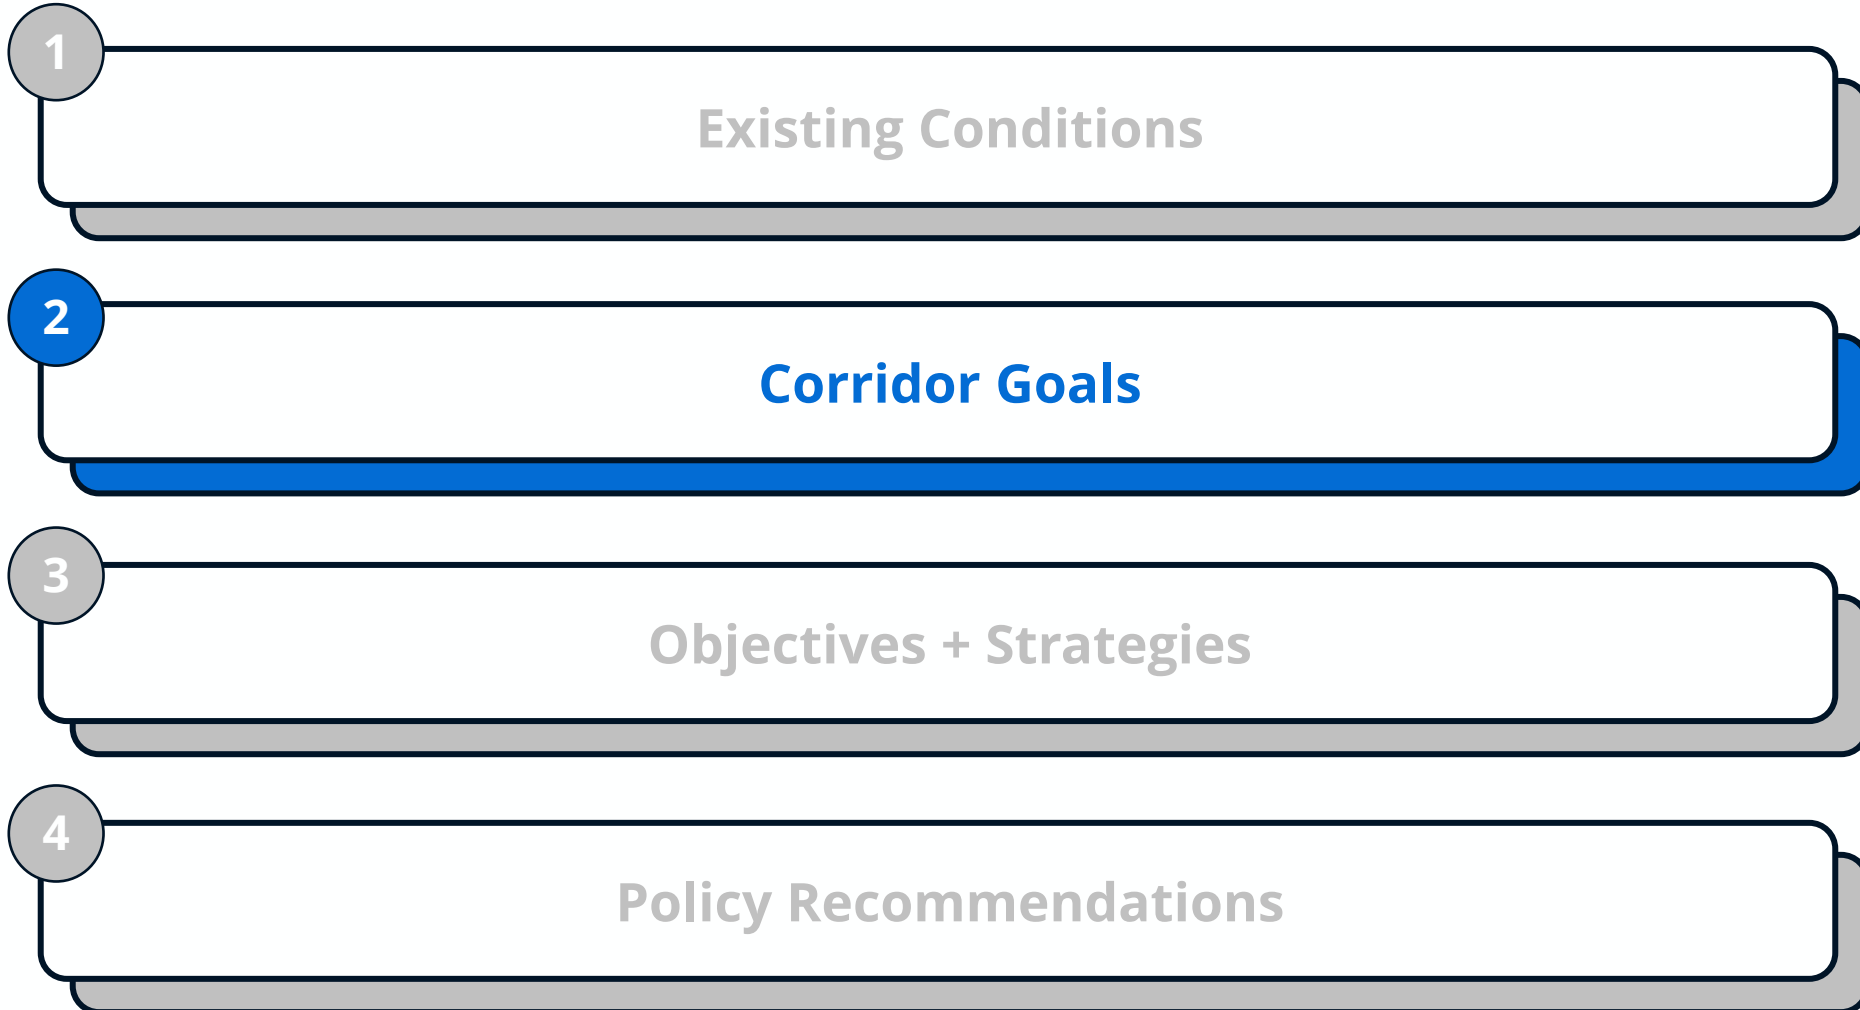 1
Existing Conditions
2
Corridor Goals
3
Objectives + Strategies
4
Policy Recommendations